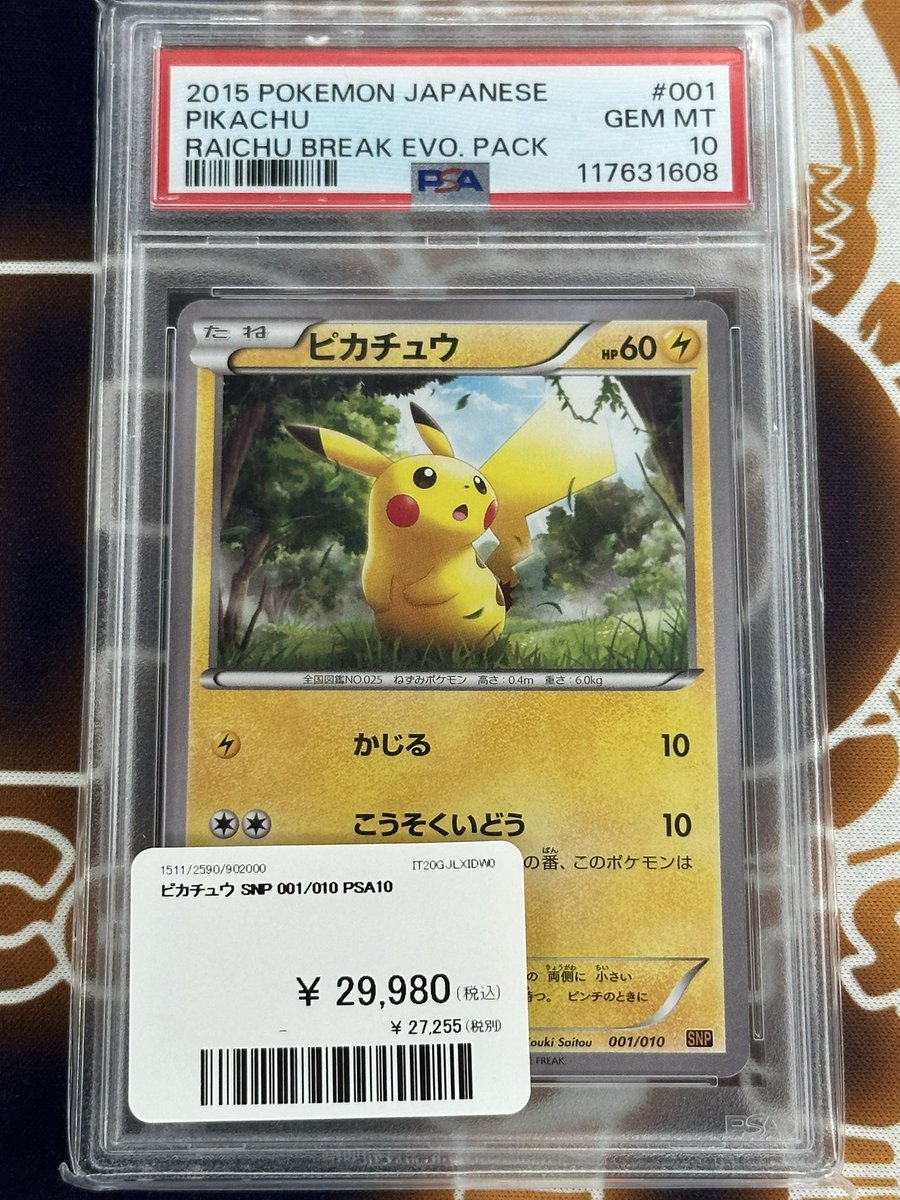 2015 POKEMON JAPANESE #001
PIKACHU GEM MT
RAICHU BREAK EVO. PACK 10
PSA 117631608
たね ピカチュウ HP60
全国図鑑NO.025 ねずみポケモン 高さ:0.4m 重さ:6.0kg
かじる 10
こうそくいどう 10
の番、このポケモンは
の両側に小さい
ピンチのときに
ouki Saitou 001/010 SNP
FREAK.
1511/2590/902000 IT20GJLXIDW0
ピカチュウ SNP 001/010 PSA10
¥ 29,980(税込)
¥ 27,255(税別)
PSA